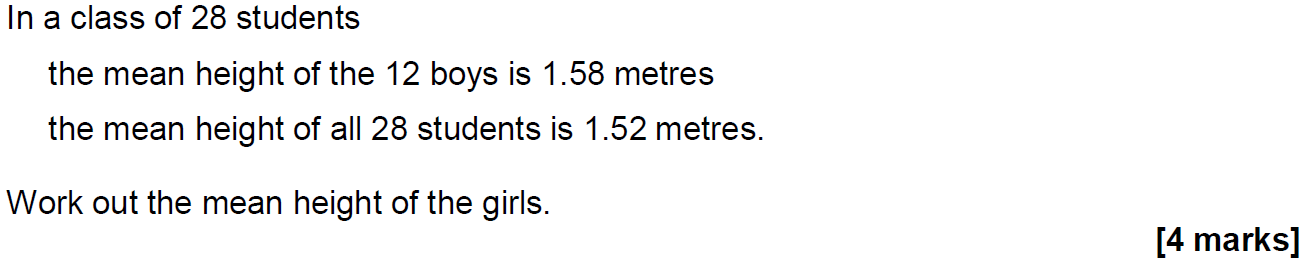 In a class of 28 students
the mean height of the 12 boys is 1.58 metres
the mean height of all 28 students is 1.52 metres.
Work out the mean height of the girls.
[4 marks]